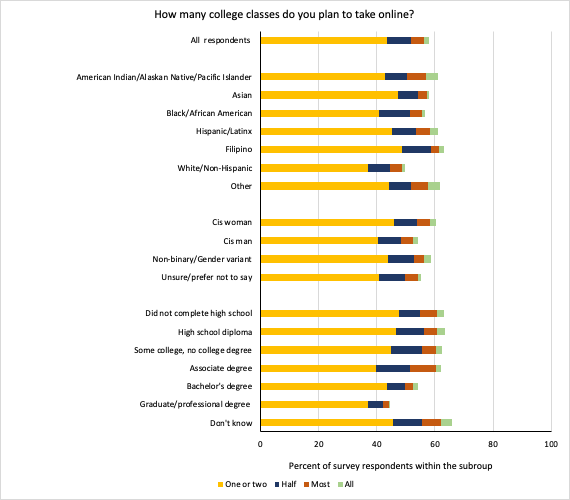 How many college classes do you plan to take online?
All respondents
American Indian/Alaskan Native/Pacific Islander
Asian
Black/African American
Hispanic/Latinx
Filipino
White/Non-Hispanic
Other
Cis woman
Cis man
Non-binary/Gender variant
Unsure/prefer not to say
Did not complete high school
High school diploma
Some college, no college degree
Associate degree
Bachelor's degree
Graduate/professional degree
Don't know
0 20 40 60 80 100
Percent of survey respondents within the subroup
One or two Half Most All